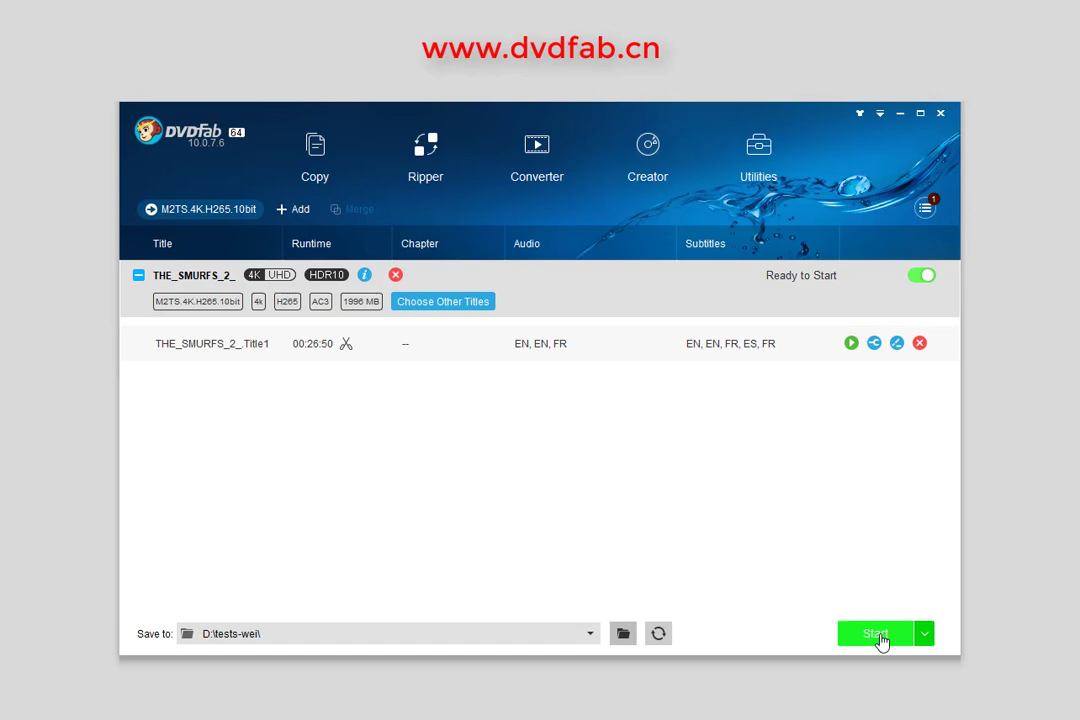 www.dvdfab.cn
DVDFab 64
10.0.7.6
Copy
Ripper
Converter
Creator
Utilities
M2TS.4K.H265.10bit
Add
Merge
1
Title Runtime Chapter Audio Subtitles
THE_SMURFS_2_ 4K UHD HDR10 i Ready to Start
M2TS.4K.H265.10bit 4k H265 AC3 1996 MB Choose Other Titles
THE_SMURFS_2_.Title1 00:26:50 -- EN, EN, FR EN, EN, FR, ES, FR
Save to: D:\tests-wei\ Start